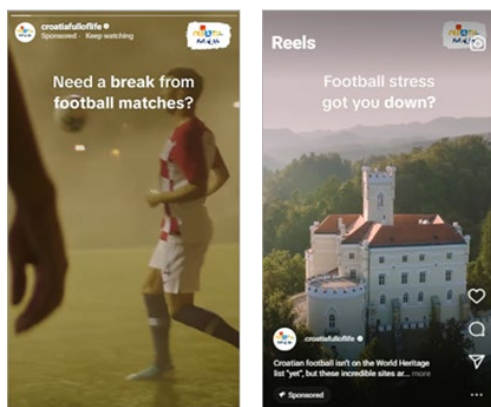 croatiafulloflife
Sponsored · Keep watching
Need a break from
football matches?
Reels
Football stress
got you down?
croatiafulloflife
Croatian football isn't on the World Heritage
list "yet", but these incredible sites ar... more
Sponsored